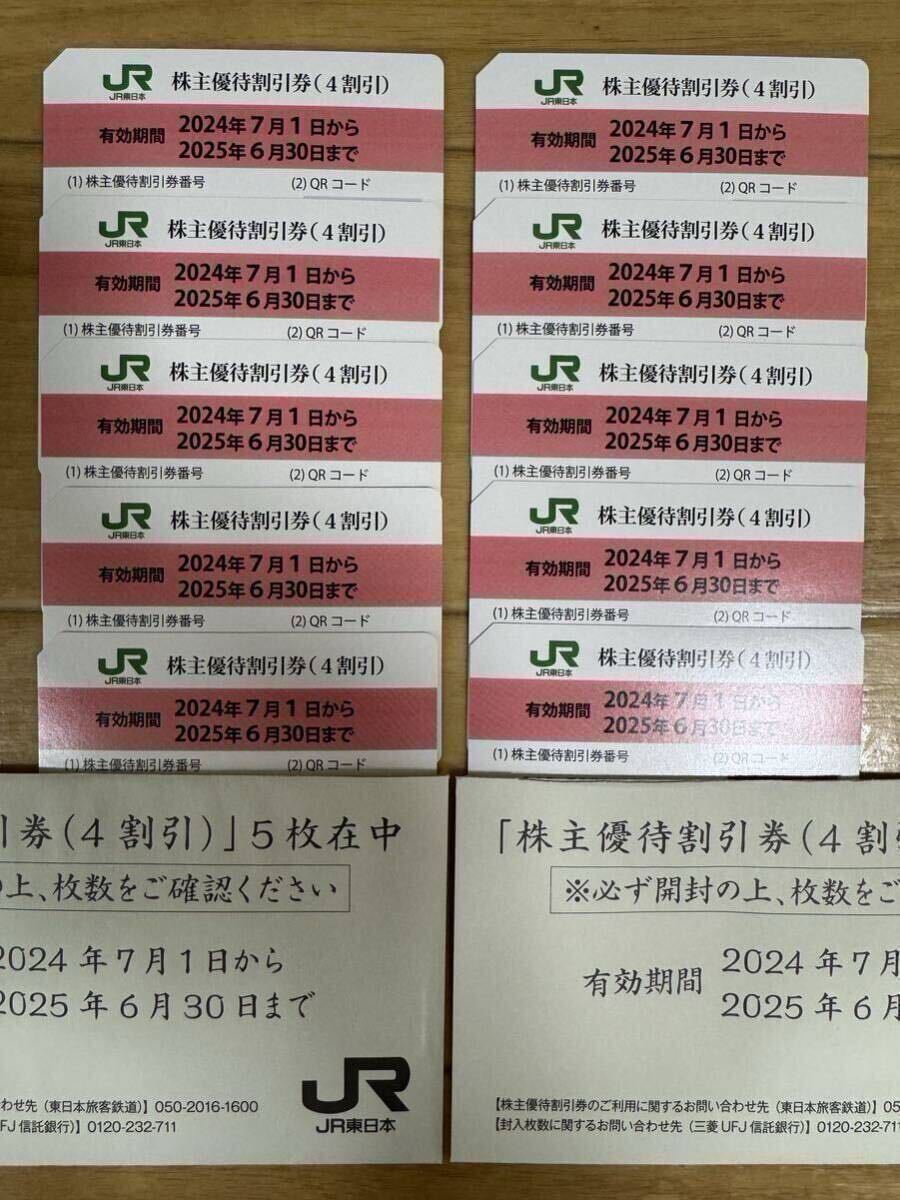 JR 株主優待割引券(4割引)
JR東日本
有効期間 2024年7月1日から
2025年6月30日まで
(1)株主優待割引券番号 (2)QRコード
JR 株主優待割引券(4割引)
JR東日本
有効期間 2024年7月1日から
2025年6月30日まで
(1)株主優待割引券番号 (2)QRコード
JR 株主優待割引券(4割引)
JR東日本
有効期間 2024年7月1日から
2025年6月30日まで
(1)株主優待割引券番号 (2)QRコード
JR 株主優待割引券(4割引)
JR東日本
有効期間 2024年7月1日から
2025年6月30日まで
(1)株主優待割引券番号 (2)QRコード
JR 株主優待割引券(4割引)
JR東日本
有効期間 2024年7月1日から
2025年6月30日まで
(1)株主優待割引券番号 (2)QRコード
引券(4割引)」5枚在中
の上、枚数をご確認ください
2024年7月1日から
2025年6月30日まで
JR
JR東日本
わせ先(東日本旅客鉄道)】050-2016-1600
UFJ信託銀行)】0120-232-711
JR 株主優待割引券(4割引)
JR東日本
有効期間 2024年7月1日から
2025年6月30日まで
(1)株主優待割引券番号 (2)QRコード
JR 株主優待割引券(4割引)
JR東日本
有効期間 2024年7月1日から
2025年6月30日まで
(1)株主優待割引券番号 (2)QRコード
JR 株主優待割引券(4割引)
JR東日本
有効期間 2024年7月1日から
2025年6月30日まで
(1)株主優待割引券番号 (2)QRコード
JR 株主優待割引券(4割引)
JR東日本
有効期間 2024年7月1日から
2025年6月30日まで
(1)株主優待割引券番号 (2)QRコード
JR 株主優待割引券(4割引)
JR東日本
有効期間 2024年7月1日から
2025年6月30日まで
(1)株主優待割引券番号 (2)QRコード
「株主優待割引券(4割
※必ず開封の上、枚数をご
有効期間 2024年7月
2025年6月
【株主優待割引券のご利用に関するお問い合わせ先(東日本旅客鉄道)】05
【封入枚数に関するお問い合わせ先(三菱UFJ信託銀行)】0120-232-711